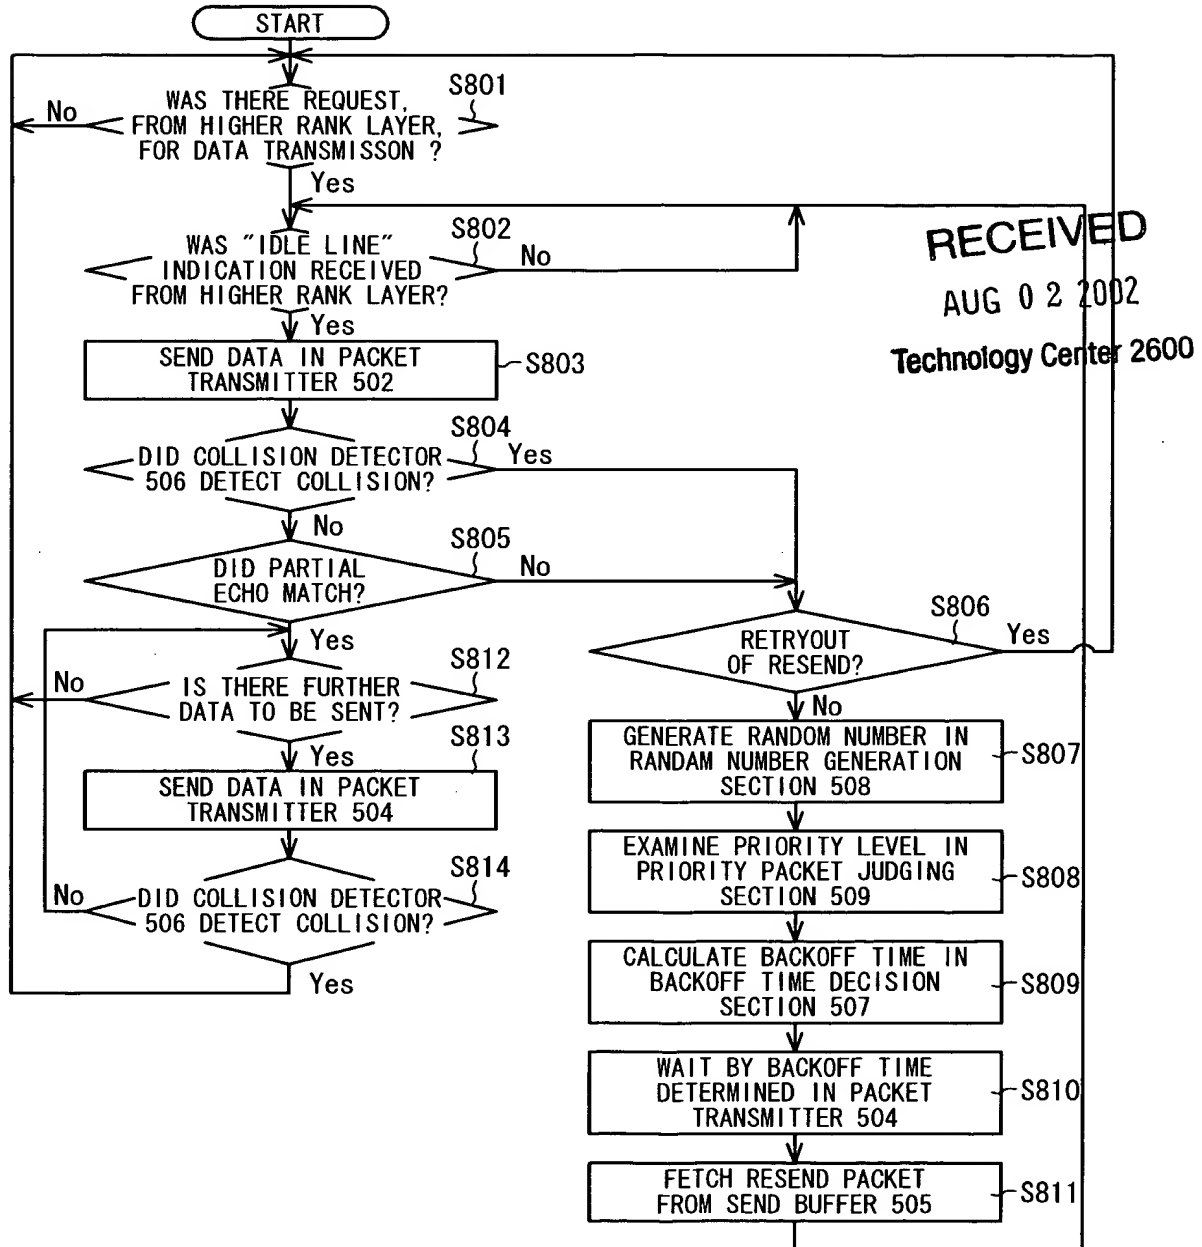 START
WAS THERE REQUEST,
FROM HIGHER RANK LAYER,
FOR DATA TRANSMISSON ?
S801
No
Yes
WAS "IDLE LINE"
INDICATION RECEIVED
FROM HIGHER RANK LAYER?
S802
No
Yes
RECEIVED
AUG 02 2002
Technology Center 2600
SEND DATA IN PACKET
TRANSMITTER 502
S803
DID COLLISION DETECTOR
506 DETECT COLLISION?
S804
Yes
No
DID PARTIAL
ECHO MATCH?
S805
No
Yes
IS THERE FURTHER
DATA TO BE SENT?
S812
No
Yes
SEND DATA IN PACKET
TRANSMITTER 504
S813
DID COLLISION DETECTOR
506 DETECT COLLISION?
S814
No
Yes
RETRYOUT
OF RESEND?
S806
Yes
No
GENERATE RANDOM NUMBER IN
RANDAM NUMBER GENERATION
SECTION 508
S807
EXAMINE PRIORITY LEVEL IN
PRIORITY PACKET JUDGING
SECTION 509
S808
CALCULATE BACKOFF TIME IN
BACKOFF TIME DECISION
SECTION 507
S809
WAIT BY BACKOFF TIME
DETERMINED IN PACKET
TRANSMITTER 504
S810
FETCH RESEND PACKET
FROM SEND BUFFER 505
S811